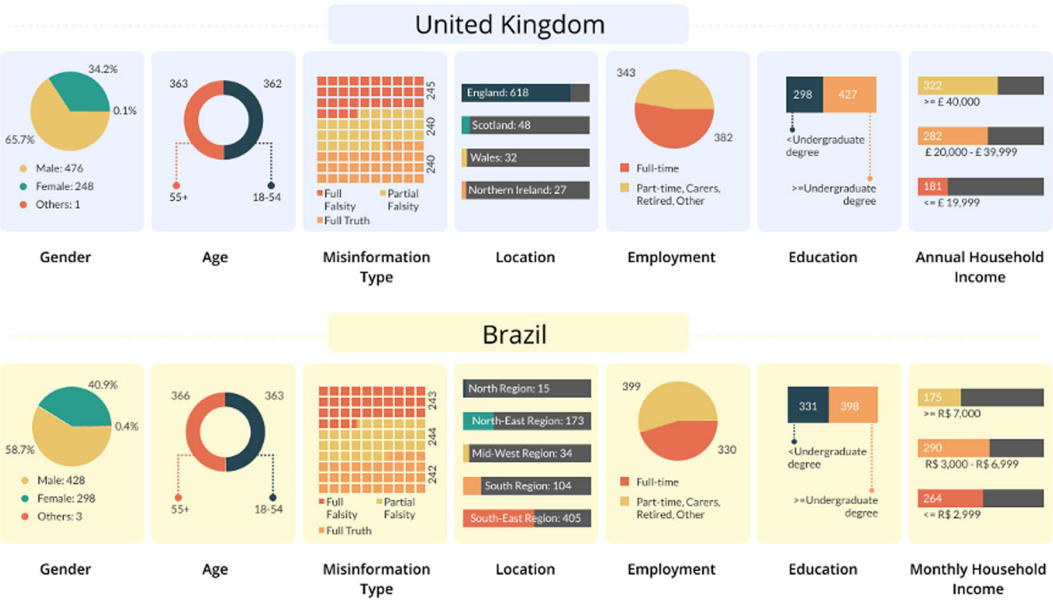 United Kingdom
34.2%
0.1%
65.7%
Male: 476
Female: 248
Others: 1
Gender
363
362
55+
18-54
Age
245
240
240
Full
Falsity
Partial
Falsity
Full Truth
Misinformation
Type
England: 618
Scotland: 48
Wales: 32
Northern Ireland: 27
Location
343
382
Full-time
Part-time, Carers,
Retired, Other
Employment
298
427
<Undergraduate
degree
>=Undergraduate
degree
Education
322
>= £ 40,000
282
£ 20,000 - £ 39,999
181
<= £ 19,999
Annual Household
Income
Brazil
40.9%
0.4%
58.7%
Male: 428
Female: 298
Others: 3
Gender
366
363
55+
18-54
Age
243
244
242
Full
Falsity
Partial
Falsity
Full Truth
Misinformation
Type
North Region: 15
North-East Region: 173
Mid-West Region: 34
South Region: 104
South-East Region: 405
Location
399
330
Full-time
Part-time, Carers,
Retired, Other
Employment
331
398
<Undergraduate
degree
>=Undergraduate
degree
Education
175
>= R$ 7,000
290
R$ 3,000 - R$ 6,999
264
<= R$ 2,999
Monthly Household
Income